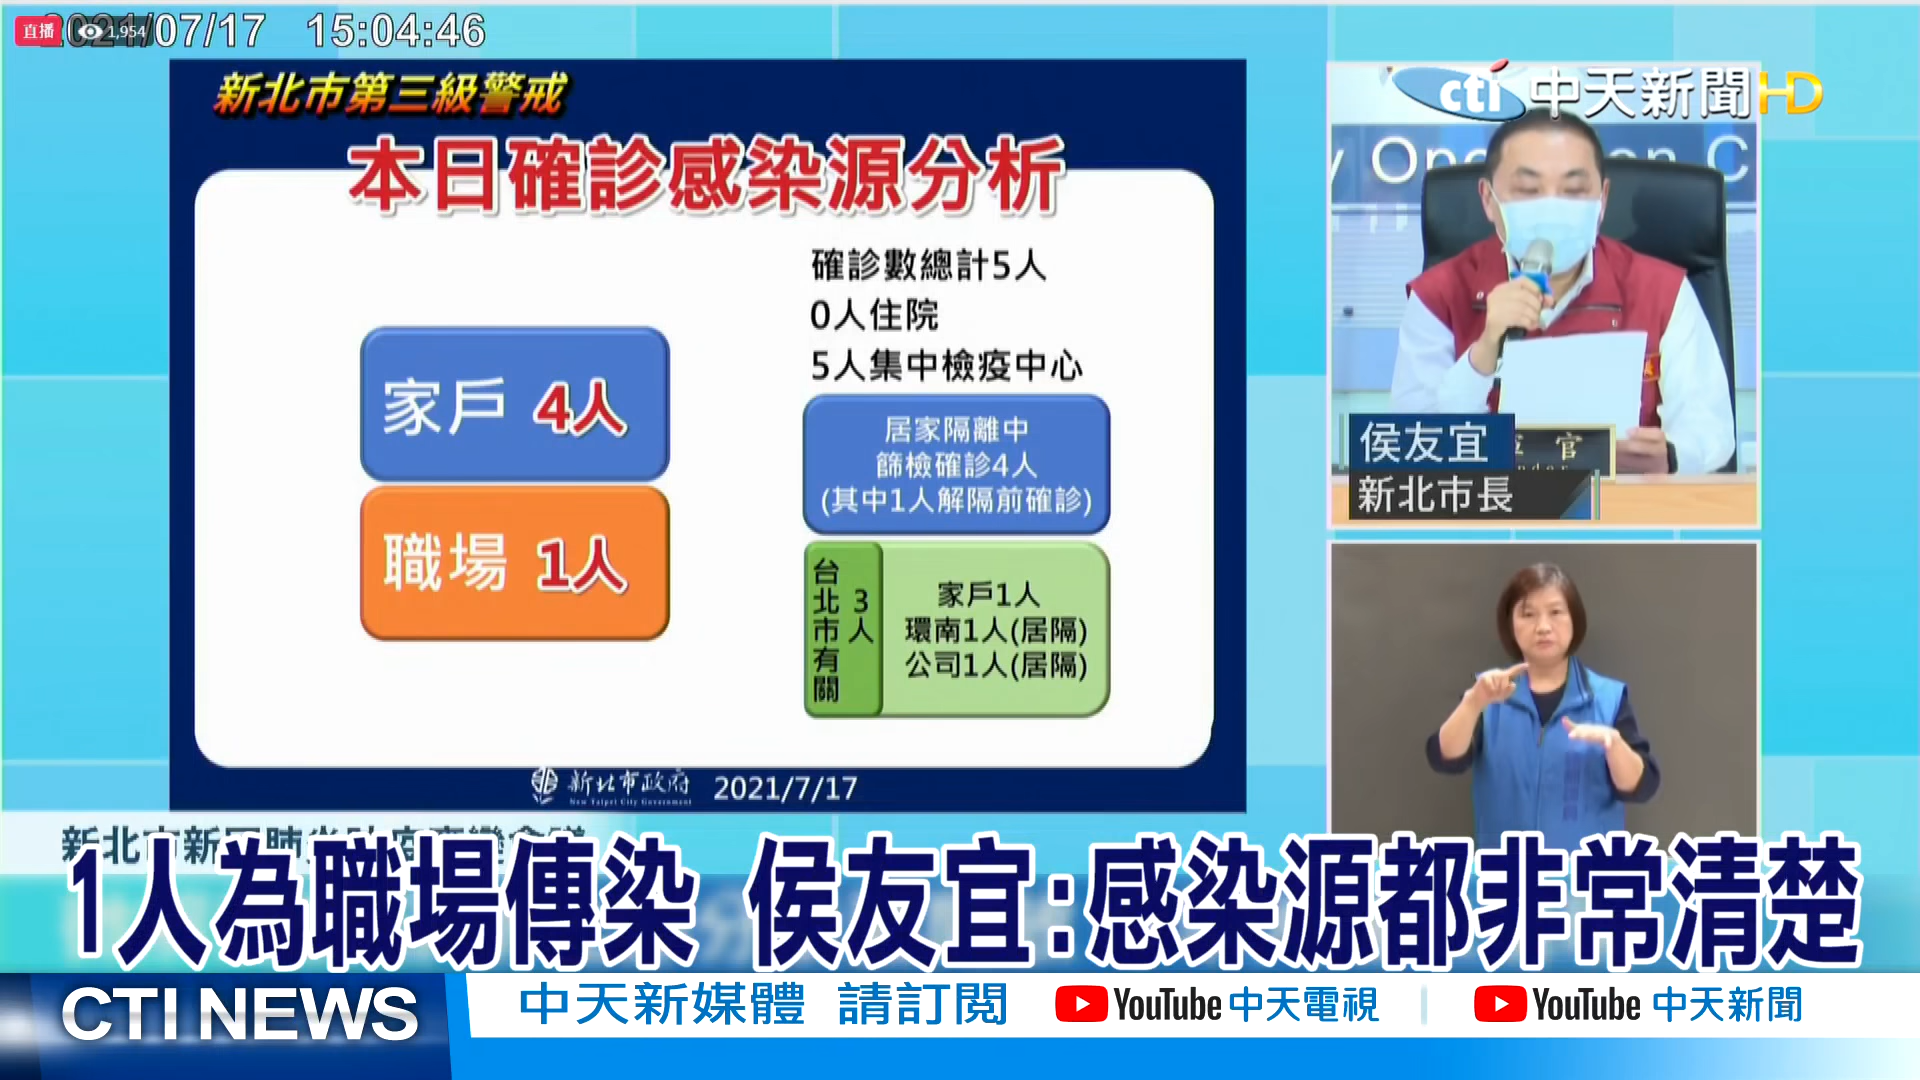 直播 1,954
2021/07/17 15:04:46
新北市第三級警戒
本日確診感染源分析
家戶 4人
職場 1人
確診數總計5人
0人住院
5人集中檢疫中心
居家隔離中
篩檢確診4人
(其中1人解隔前確診)
台北市有關
3人
家戶1人
環南1人(居隔)
公司1人(居隔)
新北市政府 2021/7/17
New Taipei City Government
cti 中天新聞HD
侯友宜
新北市長
官
1人為職場傳染 侯友宜:感染源都非常清楚
CTI NEWS
中天新媒體 請訂閱 YouTube 中天電視 | YouTube 中天新聞